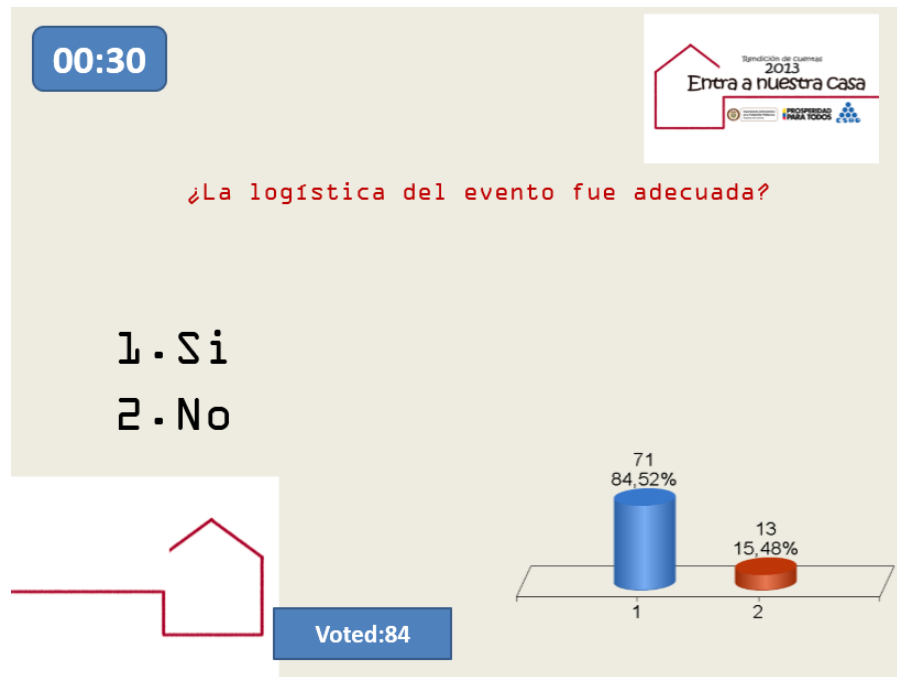 00:30
Rendición de cuentas
2013
Entra a nuestra casa
PROSPERIDAD
PARA TODOS
¿La logística del evento fue adecuada?
1.Si
2.No
71
84,52%
13
15,48%
1
2
Voted:84